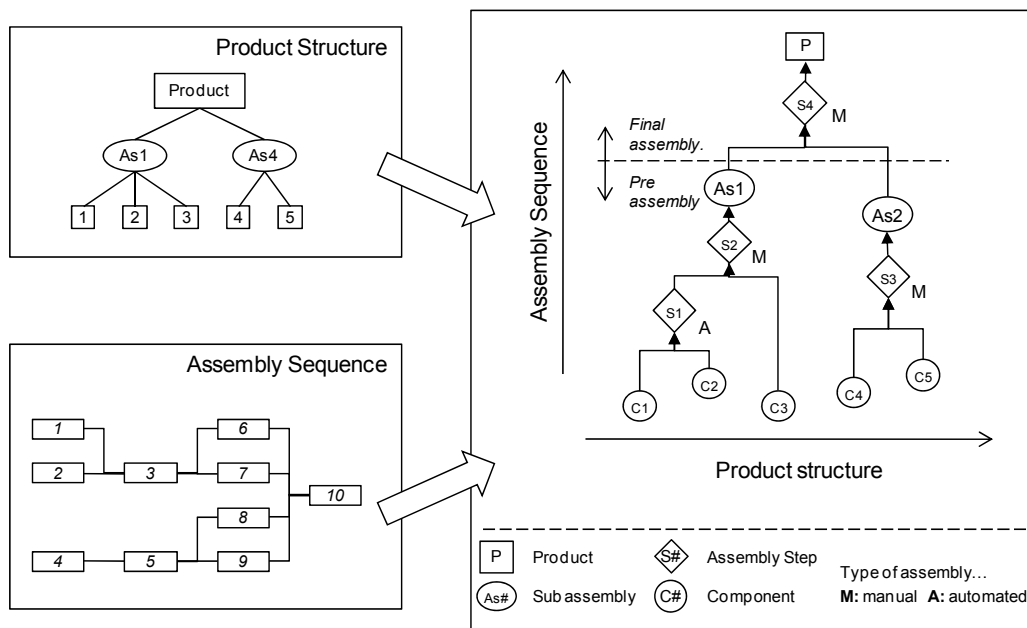 Product Structure
Product
As1
As4
1
2
3
4
5
Assembly Sequence
1
2
3
4
5
6
7
8
9
10
Assembly Sequence
P
S4
M
Final
assembly.
Pre
assembly
As1
As2
S2
M
S3
M
S1
A
C1
C2
C3
C4
C5
Product structure
P Product
S# Assembly Step
As# Sub assembly
C# Component
Type of assembly…
M: manual A: automated